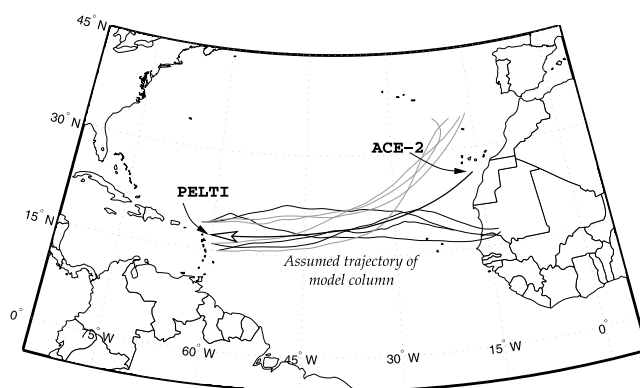 45° N
30° N
ACE-2
PELTI
15° N
Assumed trajectory of
model column
0°
75° W
60° W
45° W
30° W
15° W
0°